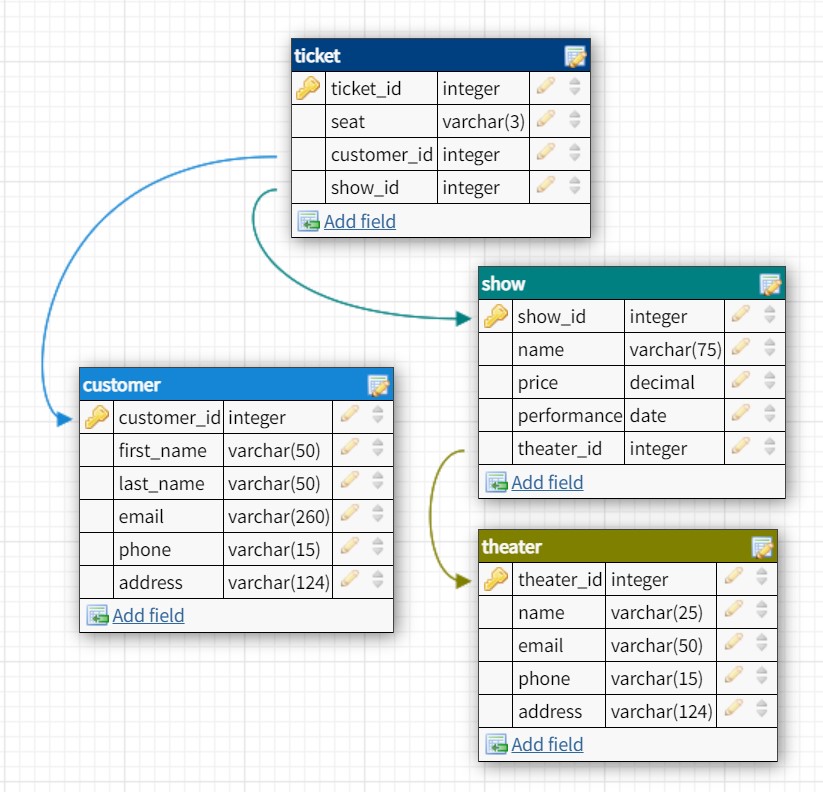 ticket
ticket_id integer
seat varchar(3)
customer_id integer
show_id integer
Add field
show
show_id integer
name varchar(75)
price decimal
performance date
theater_id integer
Add field
customer
customer_id integer
first_name varchar(50)
last_name varchar(50)
email varchar(260)
phone varchar(15)
address varchar(124)
Add field
theater
theater_id integer
name varchar(25)
email varchar(50)
phone varchar(15)
address varchar(124)
Add field